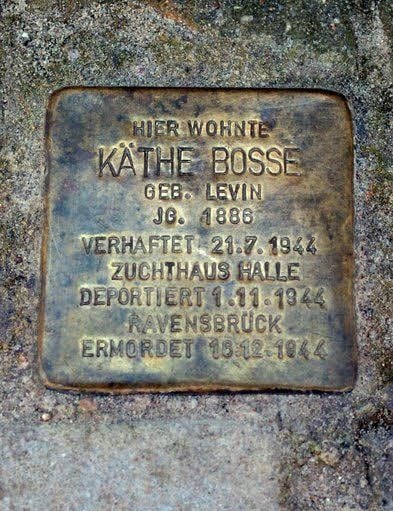 HIER WOHNTE
KÄTHE BOSSE
GEB. LEVIN
JG. 1886
VERHAFTET 21.7.1944
ZUCHTHAUS HALLE
DEPORTIERT 1.11.1944
RAVENSBRÜCK
ERMORDET 16.12.1944